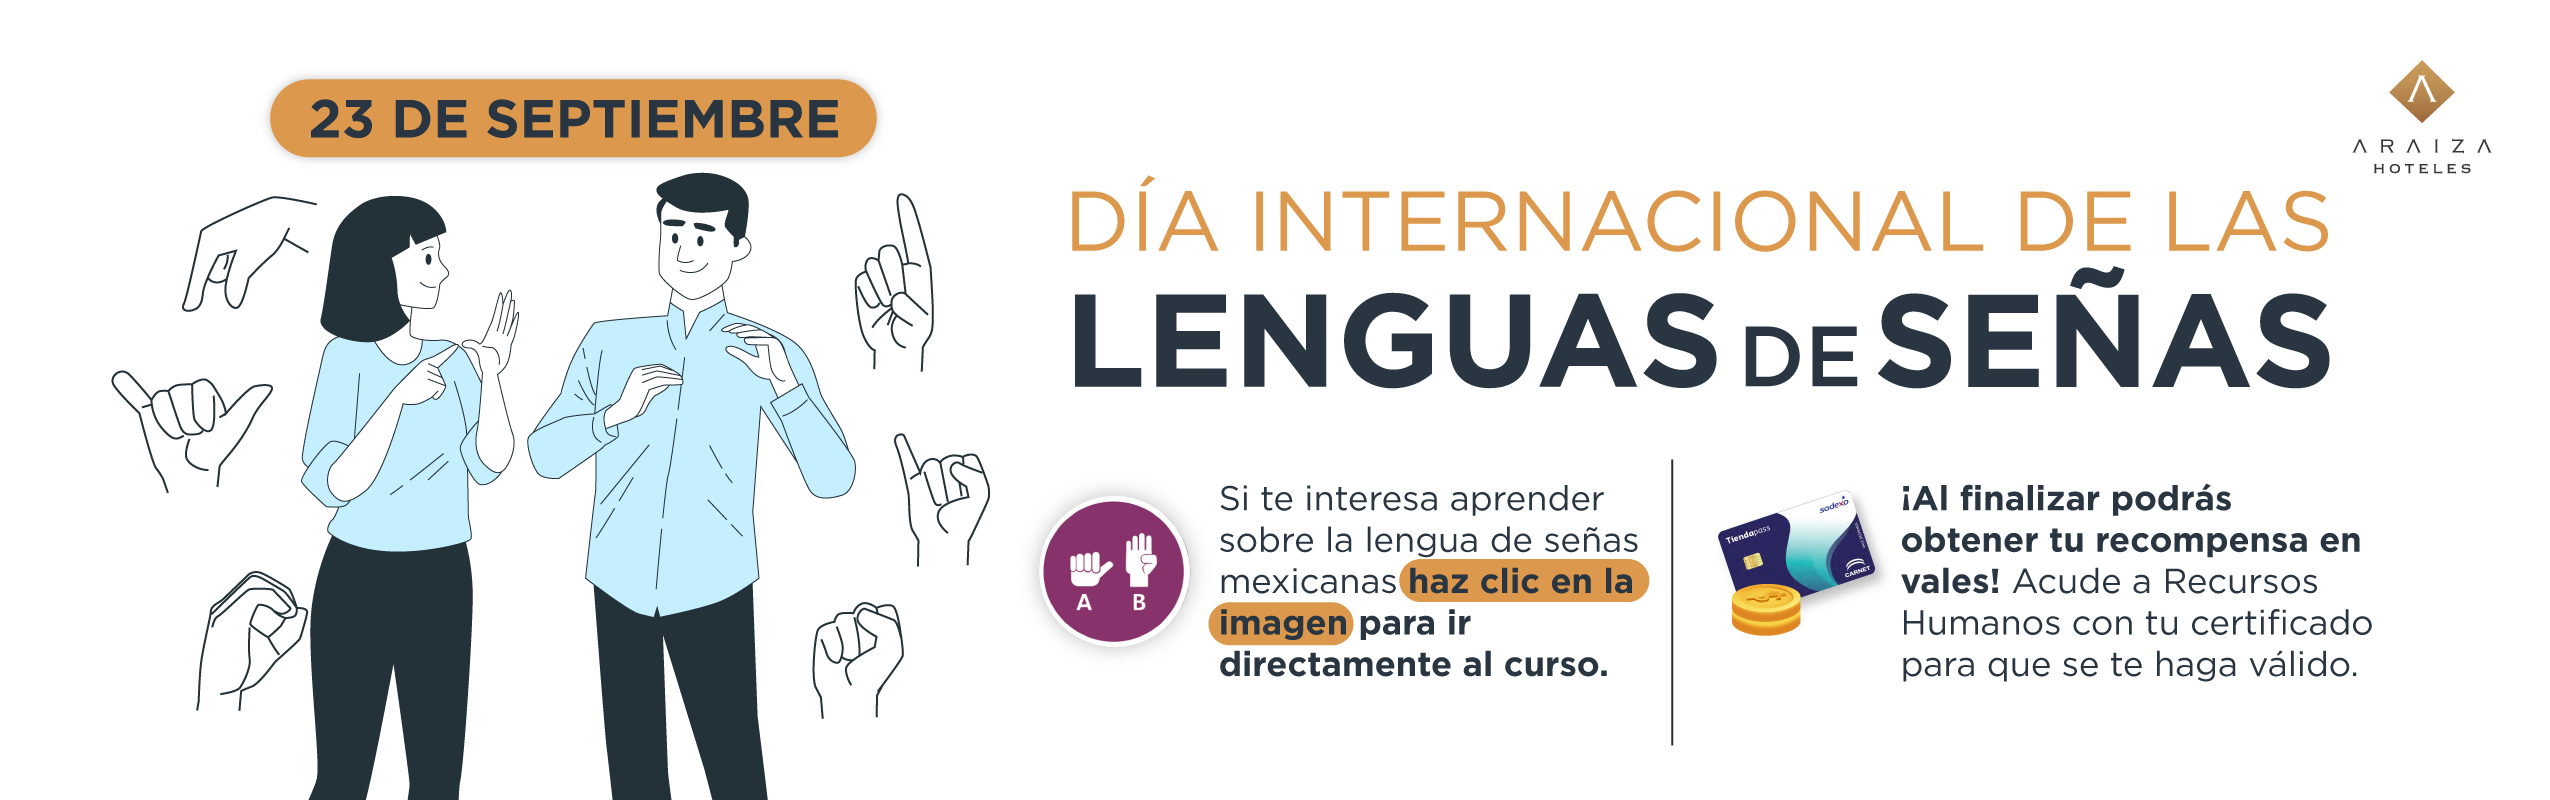 23 DE SEPTIEMBRE
ARAIZA
HOTELES
DÍA INTERNACIONAL DE LAS
LENGUAS DE SEÑAS
A B
Si te interesa aprender
sobre la lengua de señas
mexicanas haz clic en la
imagen para ir
directamente al curso.
sodexo
Tiendapass
CARNET
¡Al finalizar podrás
obtener tu recompensa en
vales! Acude a Recursos
Humanos con tu certificado
para que se te haga válido.